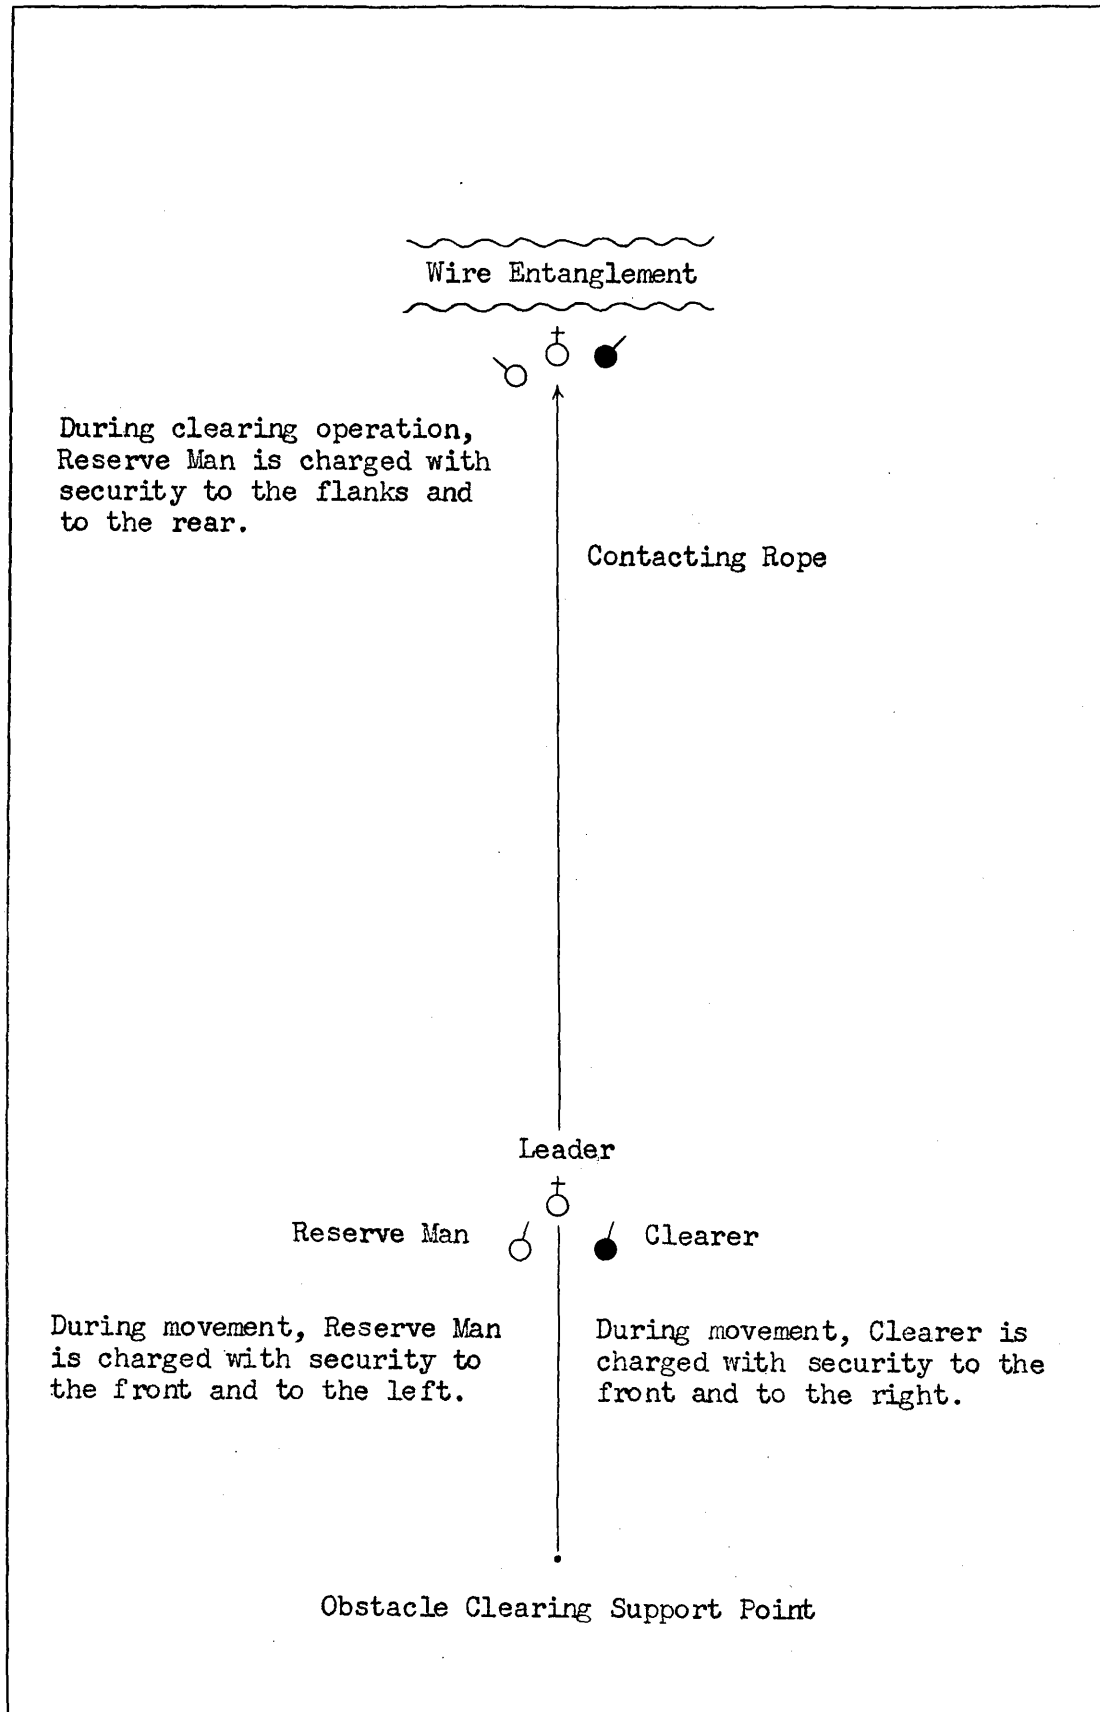 Wire Entanglement
During clearing operation,
Reserve Man is charged with
security to the flanks and
to the rear.
Contacting Rope
Leader
Reserve Man
Clearer
During movement, Reserve Man
is charged with security to
the front and to the left.
During movement, Clearer is
charged with security to the
front and to the right.
Obstacle Clearing Support Point